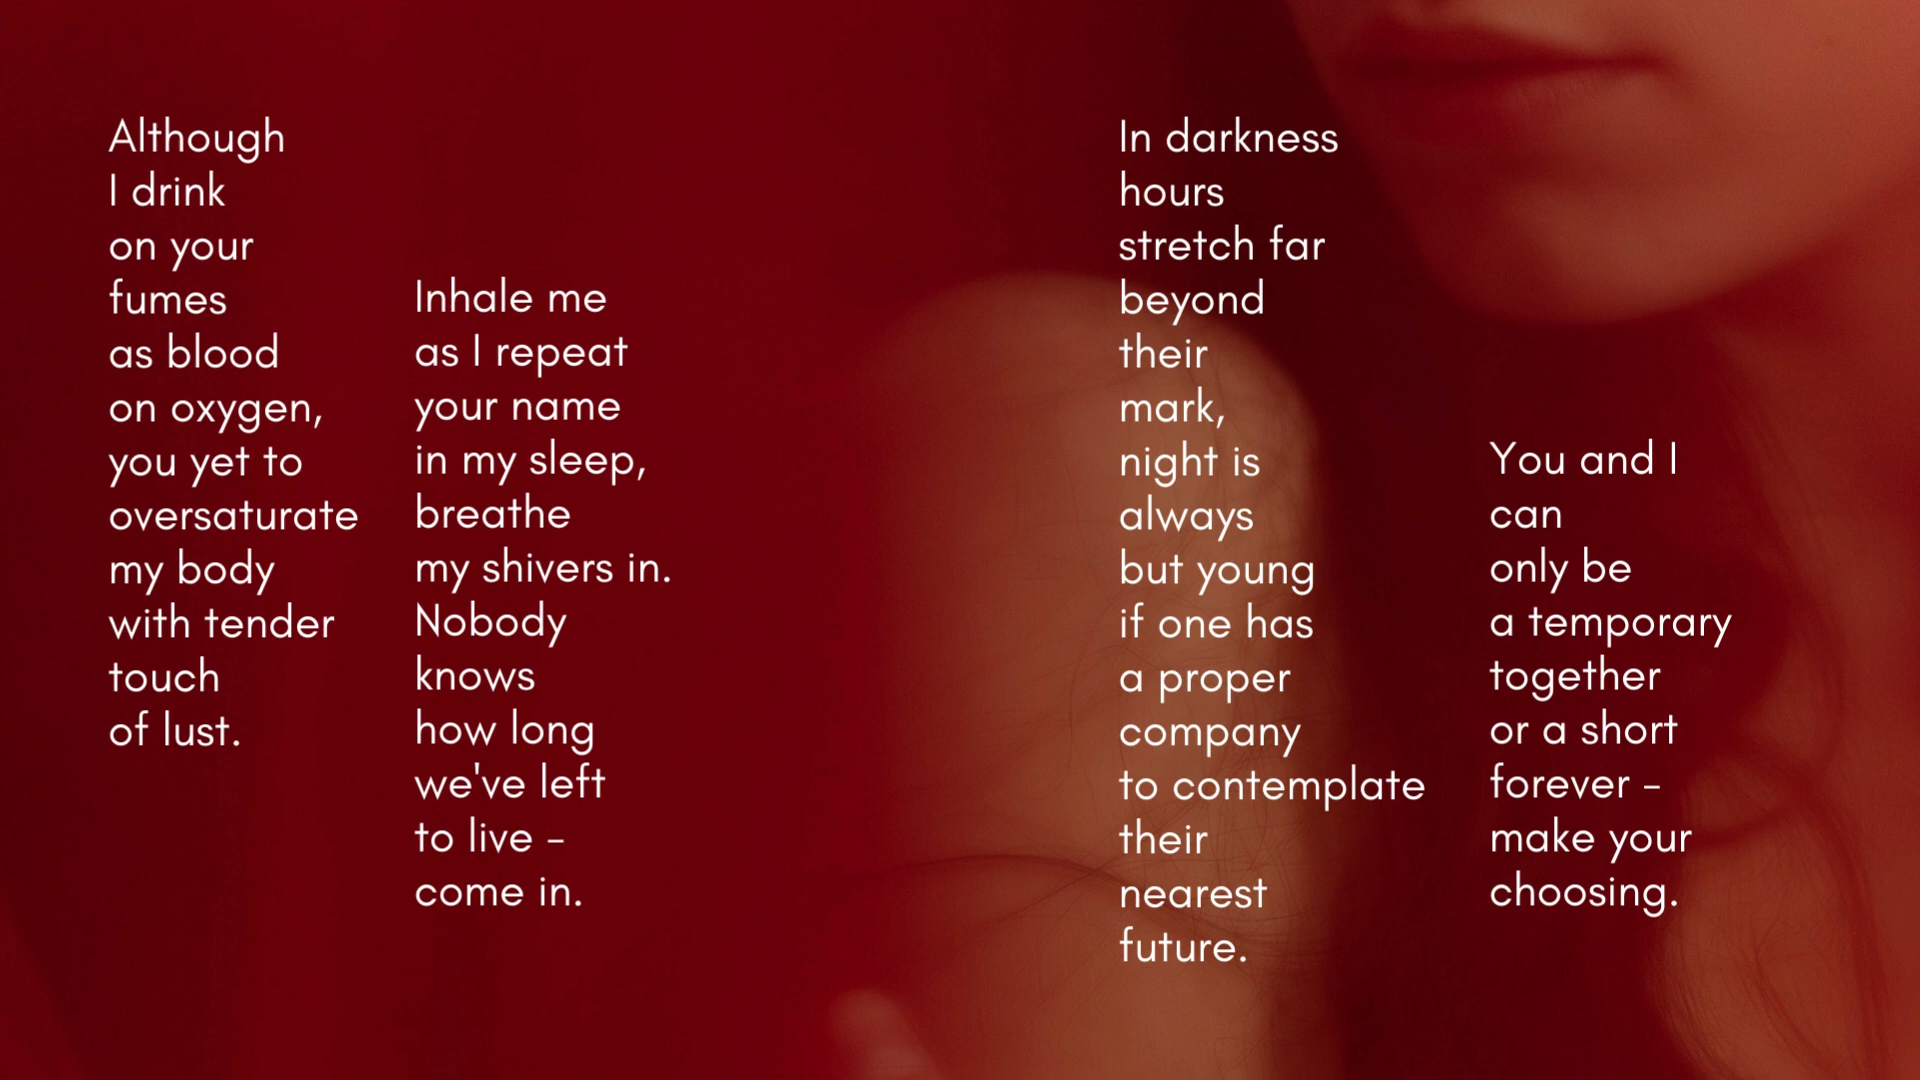 Although
I drink
on your
fumes
as blood
on oxygen,
you yet to
oversaturate
my body
with tender
touch
of lust.
Inhale me
as I repeat
your name
in my sleep,
breathe
my shivers in.
Nobody
knows
how long
we've left
to live -
come in.
In darkness
hours
stretch far
beyond
their
mark,
night is
always
but young
if one has
a proper
company
to contemplate
their
nearest
future.
You and I
can
only be
a temporary
together
or a short
forever -
make your
choosing.